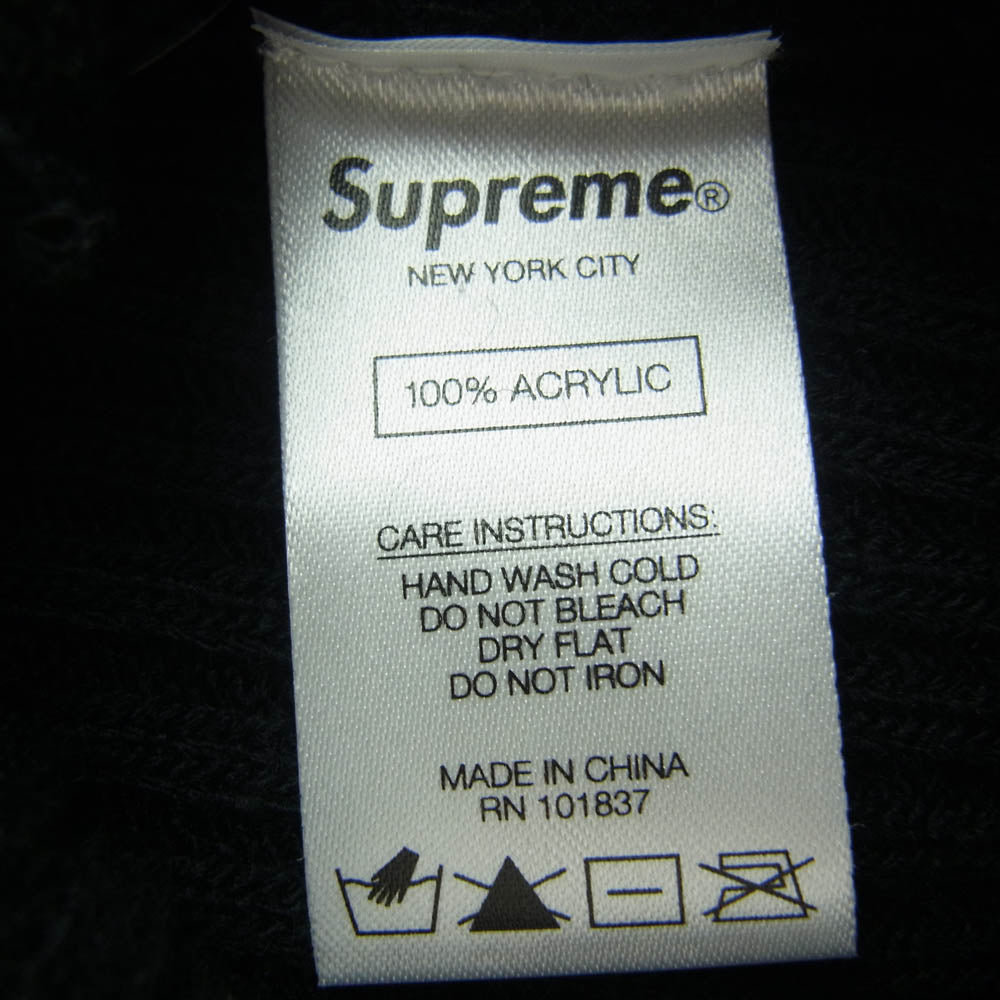 Supreme®
NEW YORK CITY
100% ACRYLIC
CARE INSTRUCTIONS:
HAND WASH COLD
DO NOT BLEACH
DRY FLAT
DO NOT IRON
MADE IN CHINA
RN 101837